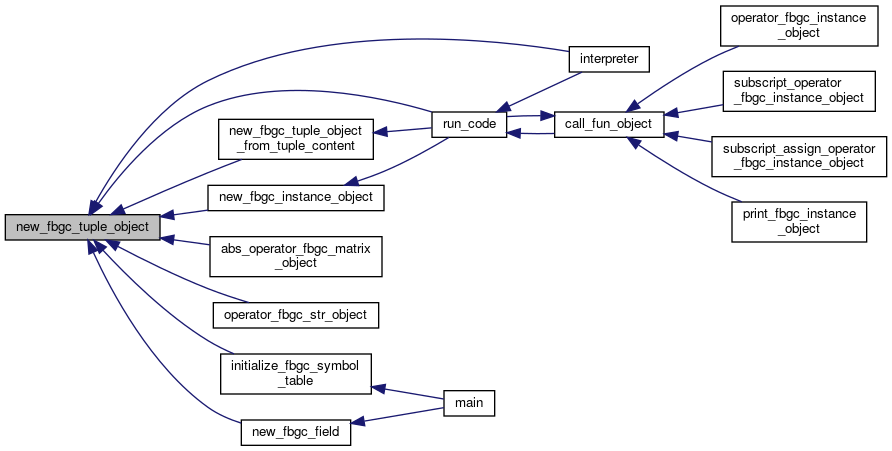 operator_fbgc_instance
_object
interpreter
subscript_operator
_fbgc_instance_object
run_code
call_fun_object
new_fbgc_tuple_object
_from_tuple_content
subscript_assign_operator
_fbgc_instance_object
new_fbgc_instance_object
print_fbgc_instance
_object
new_fbgc_tuple_object
abs_operator_fbgc_matrix
_object
operator_fbgc_str_object
initialize_fbgc_symbol
_table
main
new_fbgc_field